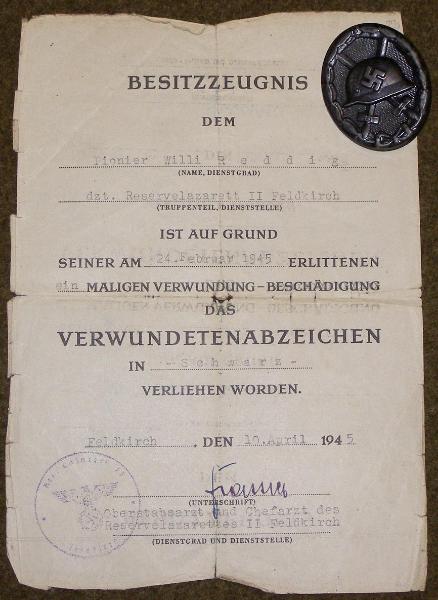 BESITZZEUGNIS
DEM
Pionier Willi R e d d i g
(NAME, DIENSTGRAD)
dzt. Reservelazarett II Feldkirch
(TRUPPENTEIL, DIENSTSTELLE)
IST AUF GRUND
SEINER AM 24.Februar 1945 ERLITTENEN
ein MALIGEN VERWUNDUNG – BESCHÄDIGUNG
DAS
VERWUNDETENABZEICHEN
IN - S c h w a r z -
VERLIEHEN WORDEN.
Feldkirch , DEN 10.April 1945
(UNTERSCHRIFT)
Oberstabsarzt und Chefarzt des
Reservelazarettes II Feldkirch
(DIENSTGRAD UND DIENSTSTELLE)